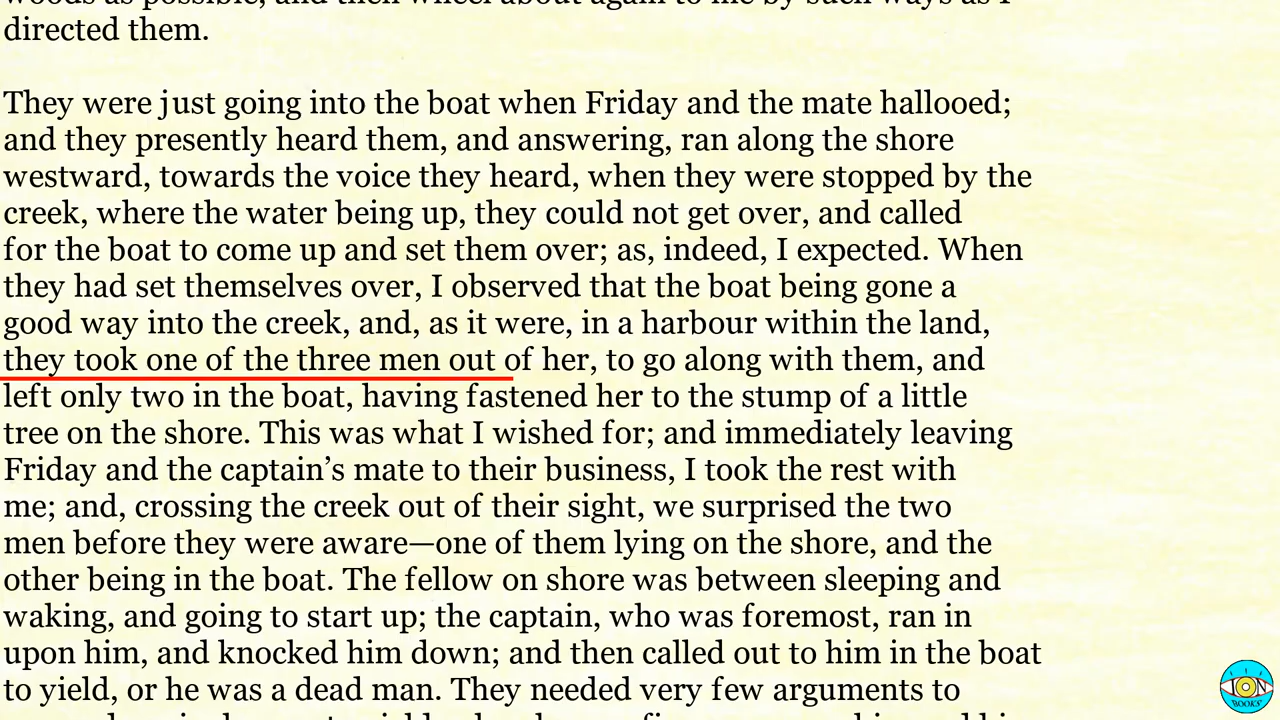 woods as possible, and then wheel about again to me by such ways as I
directed them.
They were just going into the boat when Friday and the mate hallooed;
and they presently heard them, and answering, ran along the shore
westward, towards the voice they heard, when they were stopped by the
creek, where the water being up, they could not get over, and called
for the boat to come up and set them over; as, indeed, I expected. When
they had set themselves over, I observed that the boat being gone a
good way into the creek, and, as it were, in a harbour within the land,
they took one of the three men out of her, to go along with them, and
left only two in the boat, having fastened her to the stump of a little
tree on the shore. This was what I wished for; and immediately leaving
Friday and the captain’s mate to their business, I took the rest with
me; and, crossing the creek out of their sight, we surprised the two
men before they were aware—one of them lying on the shore, and the
other being in the boat. The fellow on shore was between sleeping and
waking, and going to start up; the captain, who was foremost, ran in
upon him, and knocked him down; and then called out to him in the boat
to yield, or he was a dead man. They needed very few arguments to
ION
BOOKS